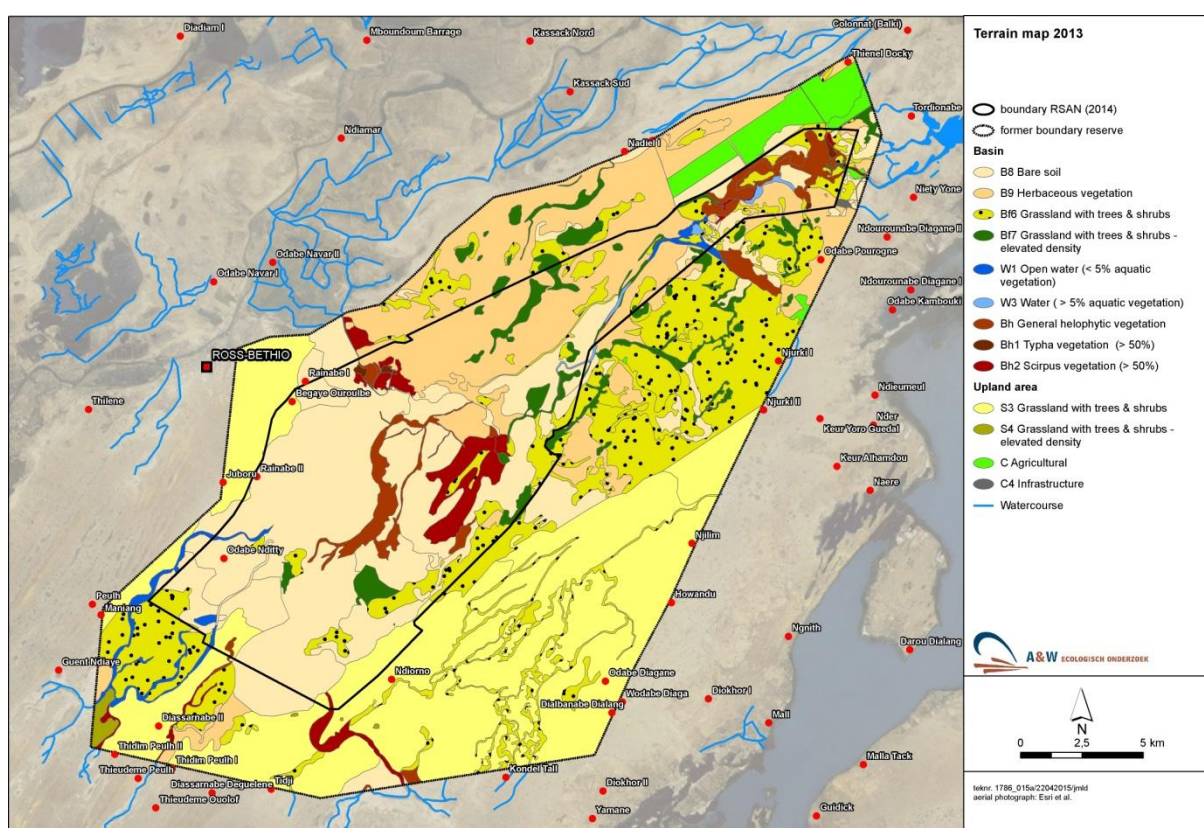 Diadiam I
Mboundoum Barrage
Kassack Nord
Colonnat (Balki)
Thienel Docky
Kassack Sud
Tordionabe
Ndiamar
Nadiel I
Niety Yone
Ndourounabe Diagane II
Odabe Navar II
Odabe Pourogne
Odabe Navar I
Ndourounabe Diagane I
Odabe Kambouki
ROSS-BETHIO
Njurki I
Rainabe I
Ndieumeul
Begaye Ouroulbe
Thilene
Njurki II
Nder
Keur Yoro Guedal
Keur Alhamdou
Rainabe II
Juboru
Naere
Njilim
Odabe Nditty
Peulh
Maniang
Howandu
Ngnith
Darou Dialang
Guent Ndiaye
Ndiorno
Odabe Diagane
Wodabe Diaga
Dialbanabe Dialang
Diokhor I
Diassarnabe II
Mall
Thidim Peulh II
Thidim Peulh I
Malla Tack
Thieudeme Peulh
Kondel Tall
Tidji
Diassarnabe Deguelene
Diokhor II
Thieudeme Ouolof
Yamane
Guidick
Terrain map 2013
boundary RSAN (2014)
former boundary reserve
Basin
B8 Bare soil
B9 Herbaceous vegetation
Bf6 Grassland with trees & shrubs
Bf7 Grassland with trees & shrubs -
elevated density
W1 Open water (< 5% aquatic
vegetation)
W3 Water ( > 5% aquatic vegetation)
Bh General helophytic vegetation
Bh1 Typha vegetation (> 50%)
Bh2 Scirpus vegetation (> 50%)
Upland area
S3 Grassland with trees & shrubs
S4 Grassland with trees & shrubs -
elevated density
C Agricultural
C4 Infrastructure
Watercourse
A&W ECOLOGISCH ONDERZOEK
N
0 2,5 5 km
teknr. 1786_015a/22042015/jmld
aerial photograph: Esri et al.